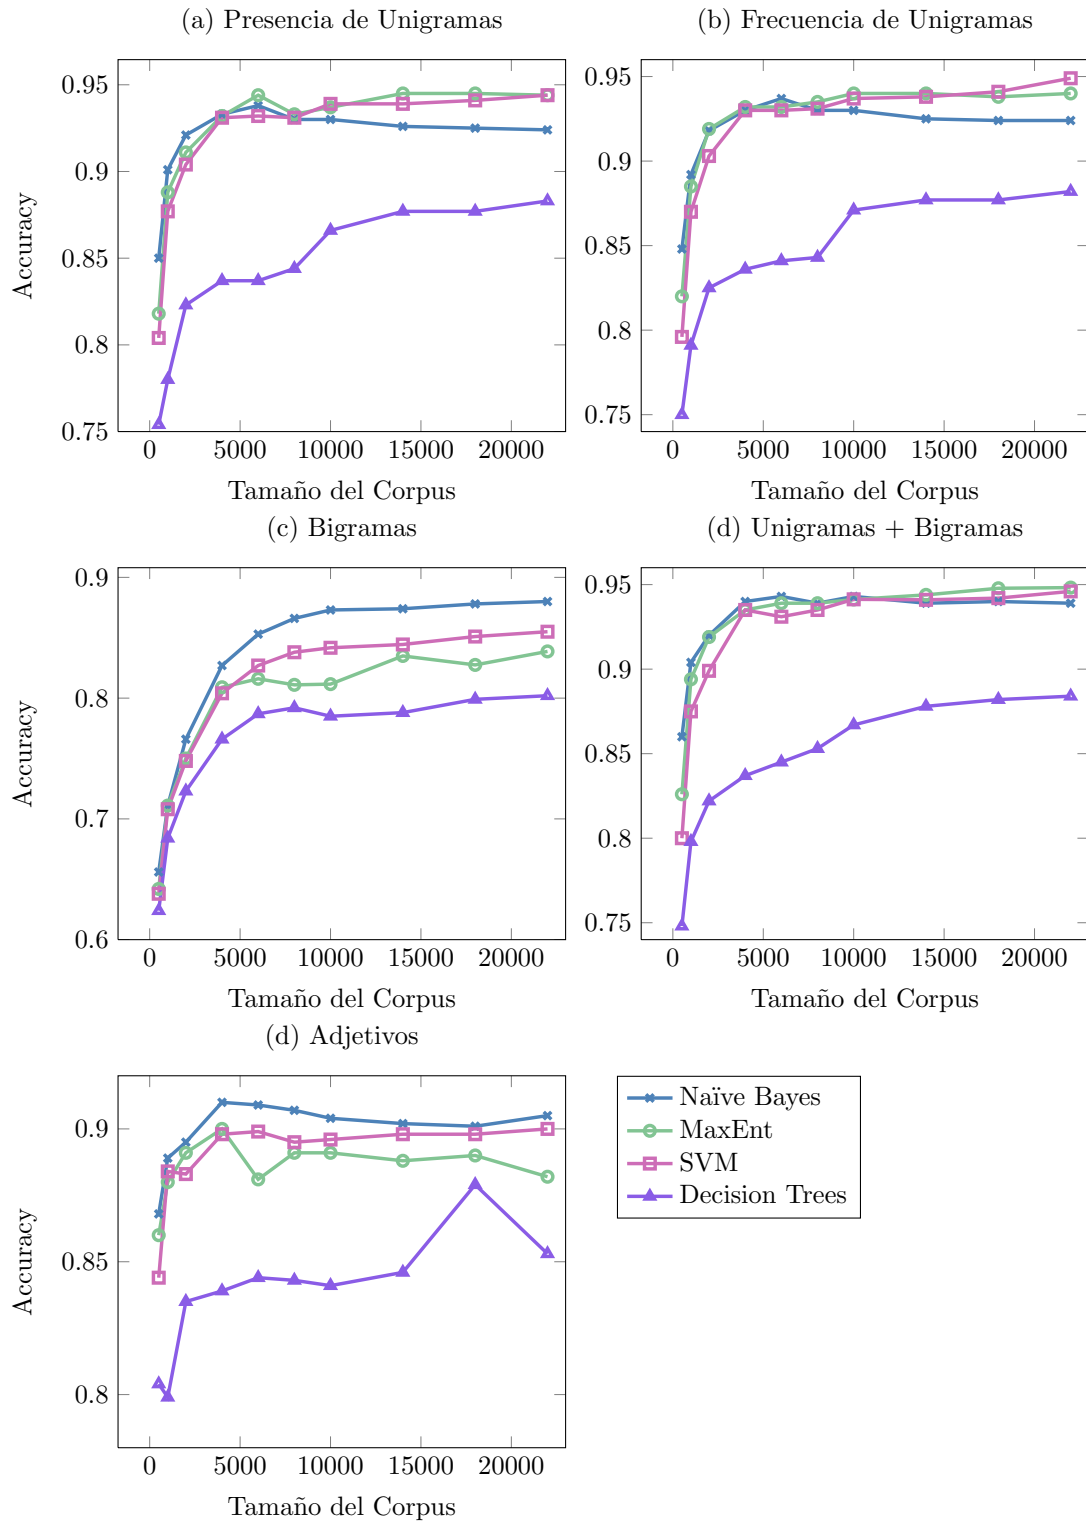 (a) Presencia de Unigramas
(b) Frecuencia de Unigramas
0.95
0.9
0.85
0.8
0.75
Accuracy
0 5000 10000 15000 20000
Tamaño del Corpus
0.95
0.9
0.85
0.8
0.75
0 5000 10000 15000 20000
Tamaño del Corpus
(c) Bigramas
(d) Unigramas + Bigramas
0.9
0.8
0.7
0.6
Accuracy
0 5000 10000 15000 20000
Tamaño del Corpus
0.95
0.9
0.85
0.8
0.75
0 5000 10000 15000 20000
Tamaño del Corpus
(d) Adjetivos
0.9
0.85
0.8
Accuracy
0 5000 10000 15000 20000
Tamaño del Corpus
Naïve Bayes
MaxEnt
SVM
Decision Trees